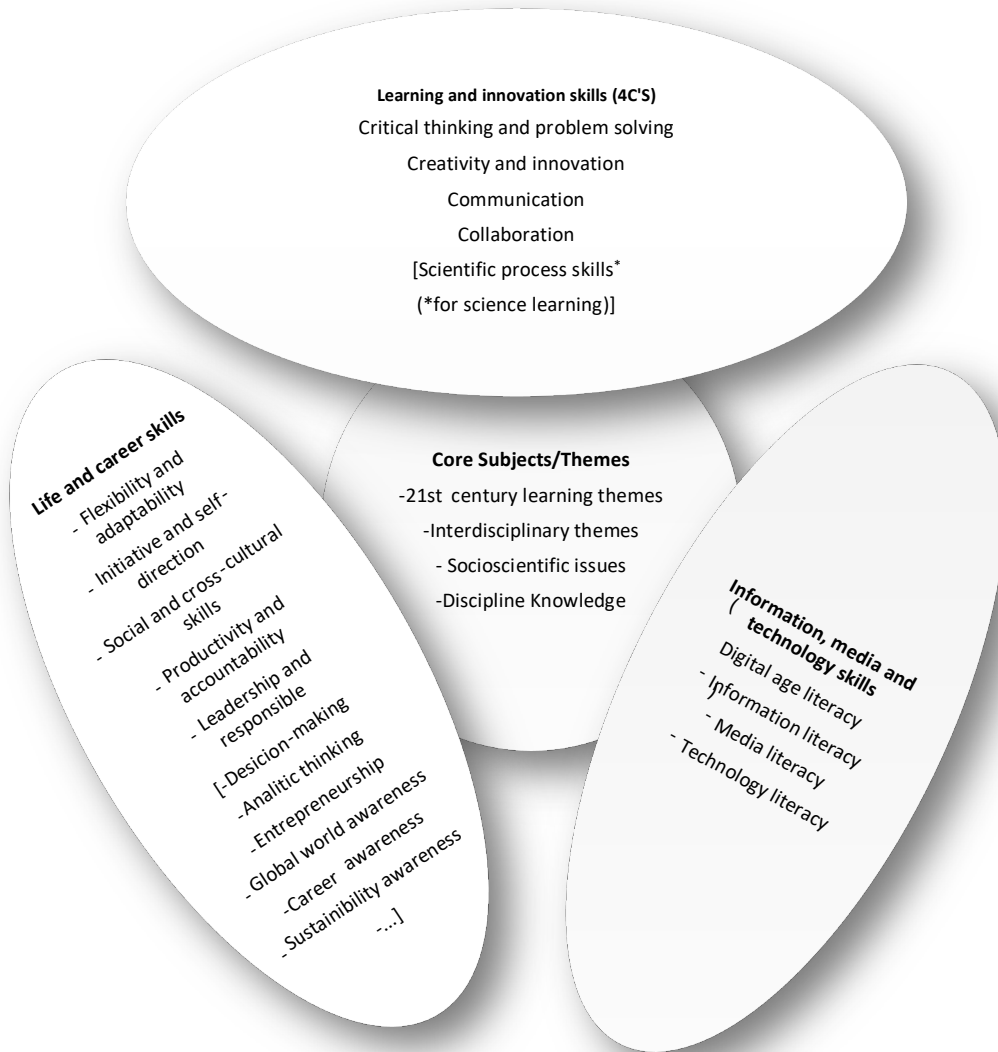 Learning and innovation skills (4C'S)
Critical thinking and problem solving
Creativity and innovation
Communication
Collaboration
[Scientific process skills*
(*for science learning)]
Life and career skills
- Flexibility and
adaptability
- Initiative and self-
direction
- Social and cross-cultural
skills
- Productivity and
accountability
- Leadership and
responsible
[-Desicion-making
-Analitic thinking
-Entrepreneurship
-Global world awareness
-Career awareness
-Sustainibility awareness
-...]
Core Subjects/Themes
-21st century learning themes
-Interdisciplinary themes
- Socioscientific issues
-Discipline Knowledge
Information, media and
( technology skills
Digital age literacy
- Information literacy
) - Media literacy
- Technology literacy